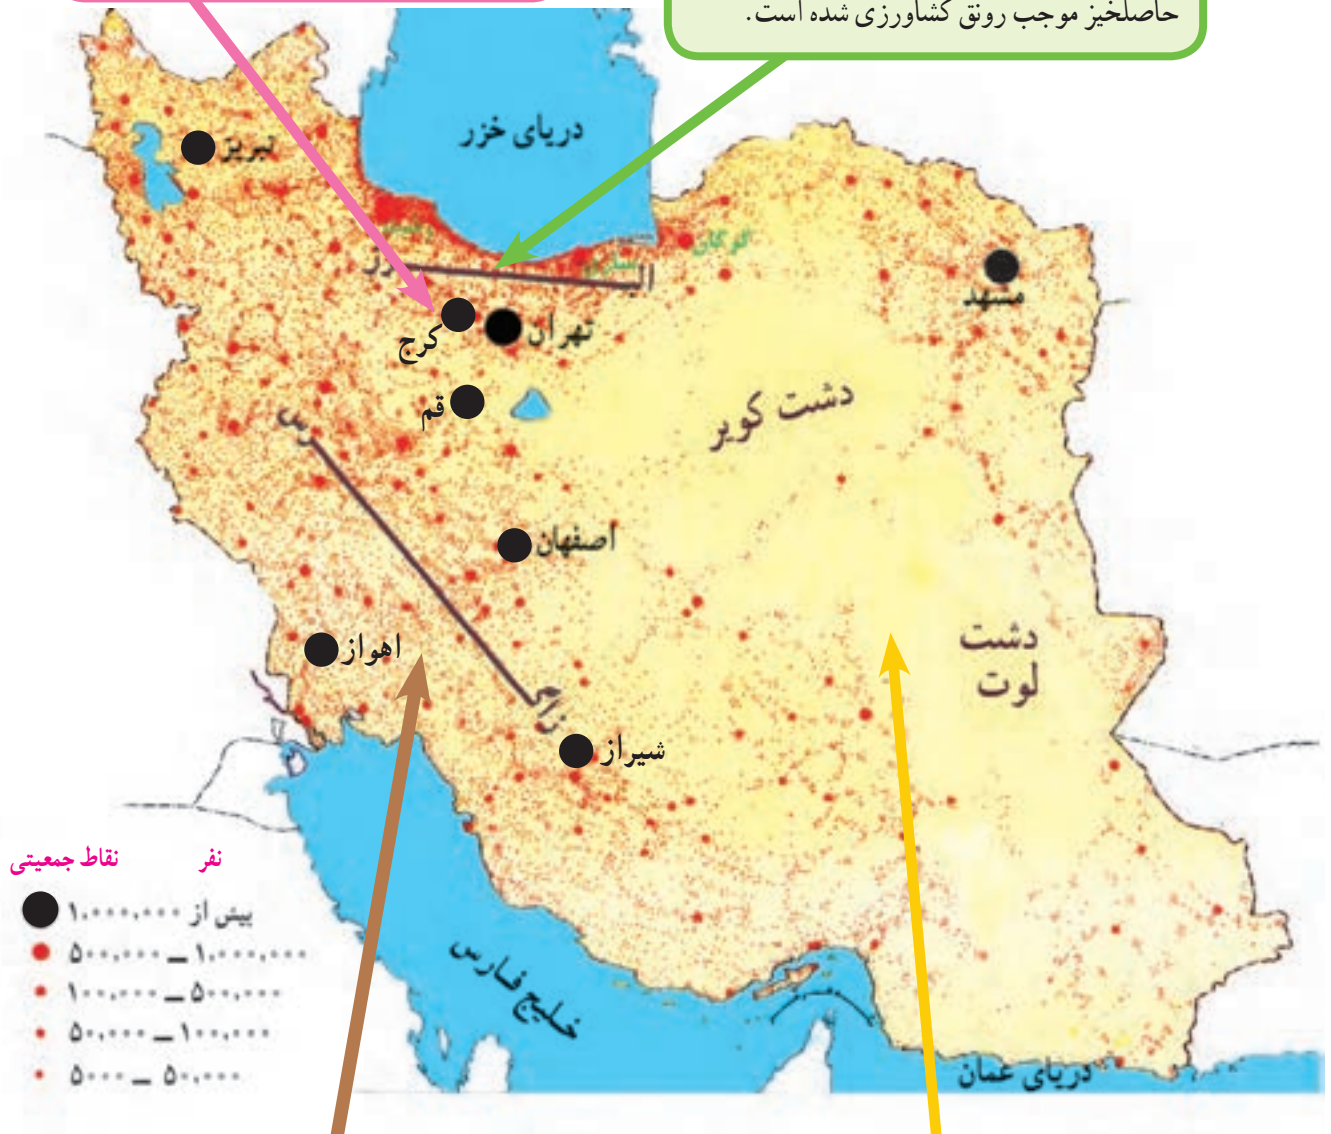 حاصلخیز موجب رونق کشاورزی شده است.
دریای خزر
تبریز
گرگان
ساری
البرز
مشهد
کرج
تهران
قم
دشت کویر
زاگرس
اصفهان
اهواز
دشت
لوت
شیراز
نقاط جمعیتی نفر
بیش از ۱،۰۰۰،۰۰۰
۵۰۰،۰۰۰ – ۱،۰۰۰،۰۰۰
۱۰۰،۰۰۰ – ۵۰۰،۰۰۰
۵۰،۰۰۰ – ۱۰۰،۰۰۰
۵۰۰۰ – ۵۰،۰۰۰
خلیج فارس
دریای عمان